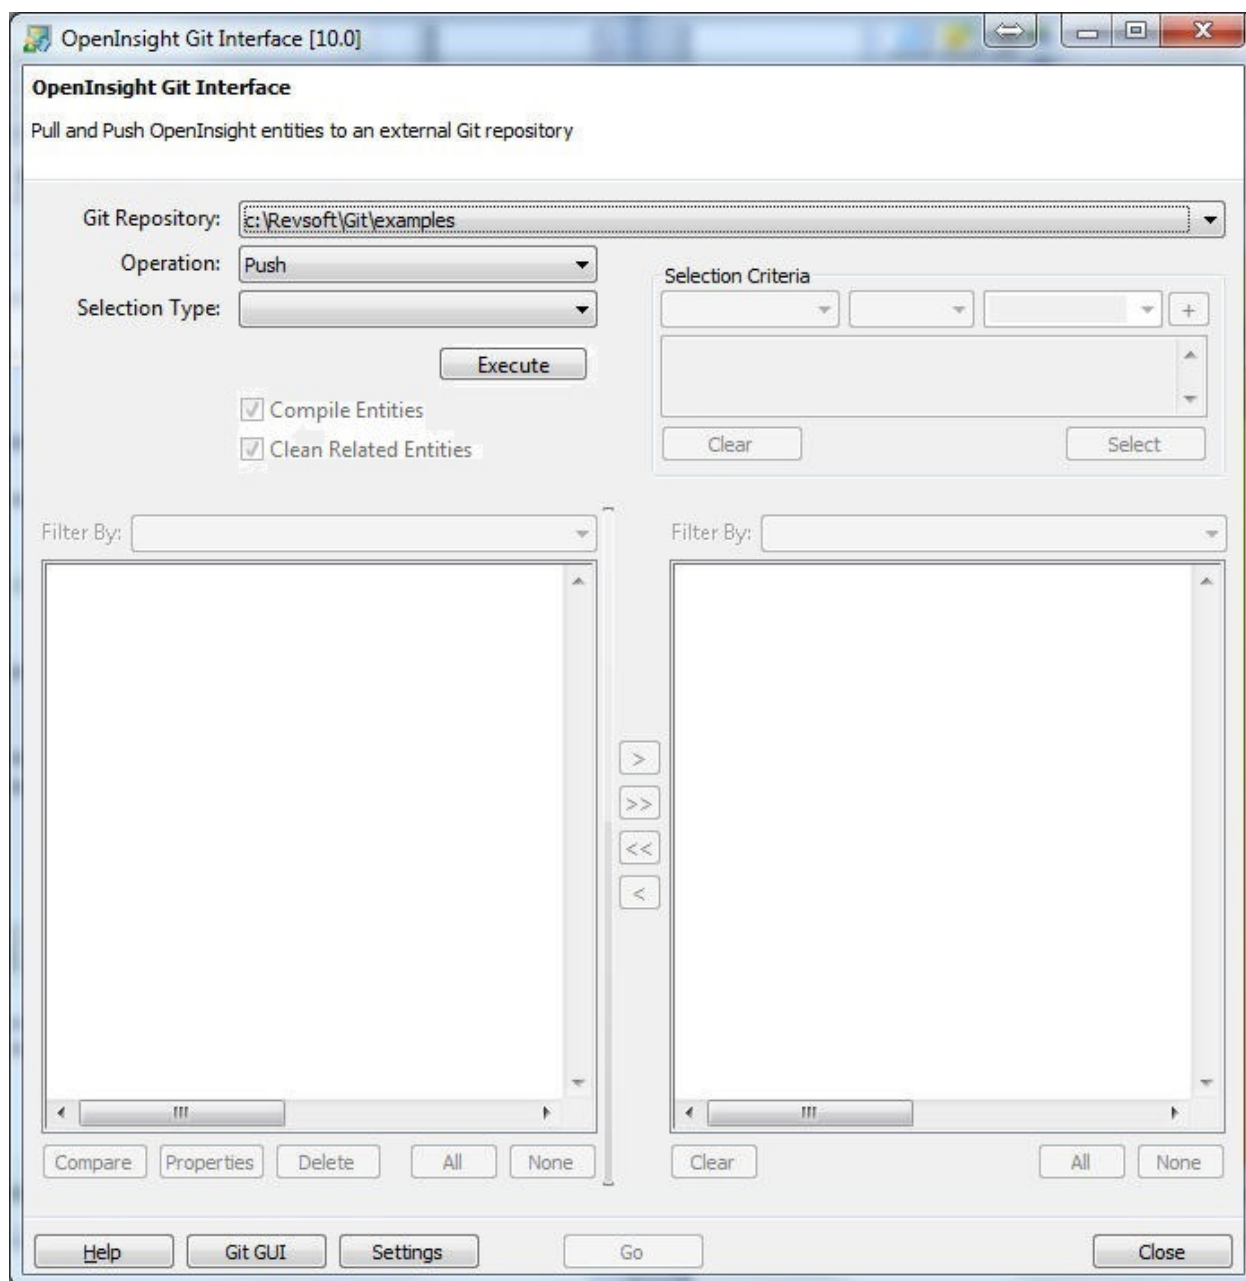 OpenInsight Git Interface [10.0]
OpenInsight Git Interface
Pull and Push OpenInsight entities to an external Git repository
Git Repository: c:\Revsoft\Git\examples
Operation: Push
Selection Type:
Execute
Compile Entities
Clean Related Entities
Selection Criteria
+
Clear Select
Filter By:
Filter By:
>
>>
<<
<
Compare Properties Delete All None
Clear All None
Help Git GUI Settings Go Close